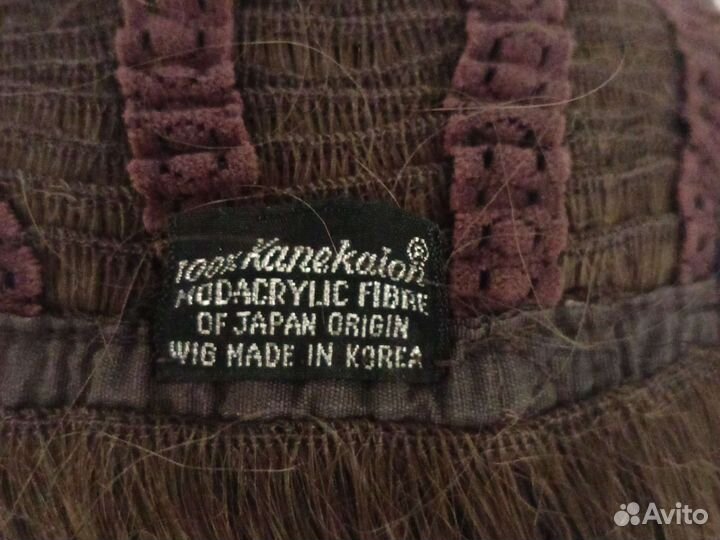 100% Kanekalon®
MODACRYLIC FIBRE
OF JAPAN ORIGIN
WIG MADE IN KOREA
Avito